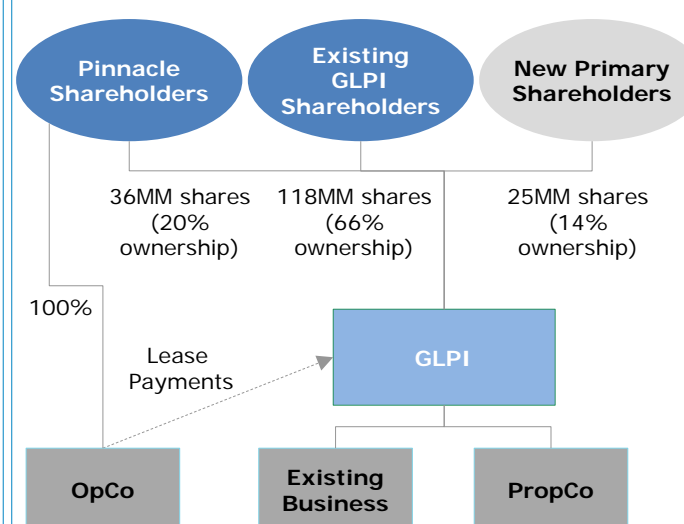 Pinnacle
Shareholders
Existing
GLPI
Shareholders
New Primary
Shareholders
36MM shares
(20%
ownership)
118MM shares
(66%
ownership)
25MM shares
(14%
ownership)
100%
Lease
Payments
GLPI
OpCo
Existing
Business
PropCo